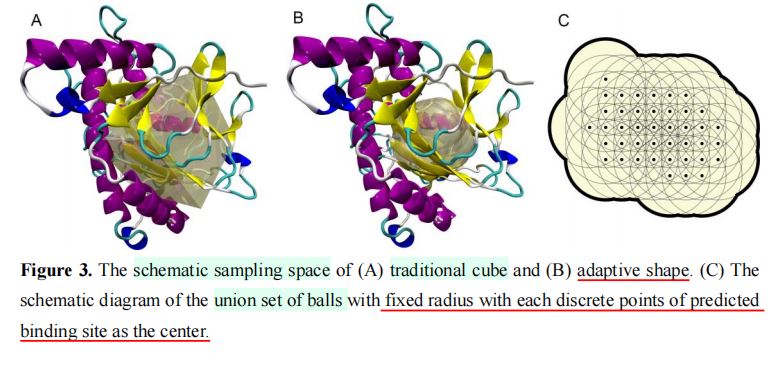 A
B
C
Figure 3. The schematic sampling space of (A) traditional cube and (B) adaptive shape. (C) The
schematic diagram of the union set of balls with fixed radius with each discrete points of predicted
binding site as the center.